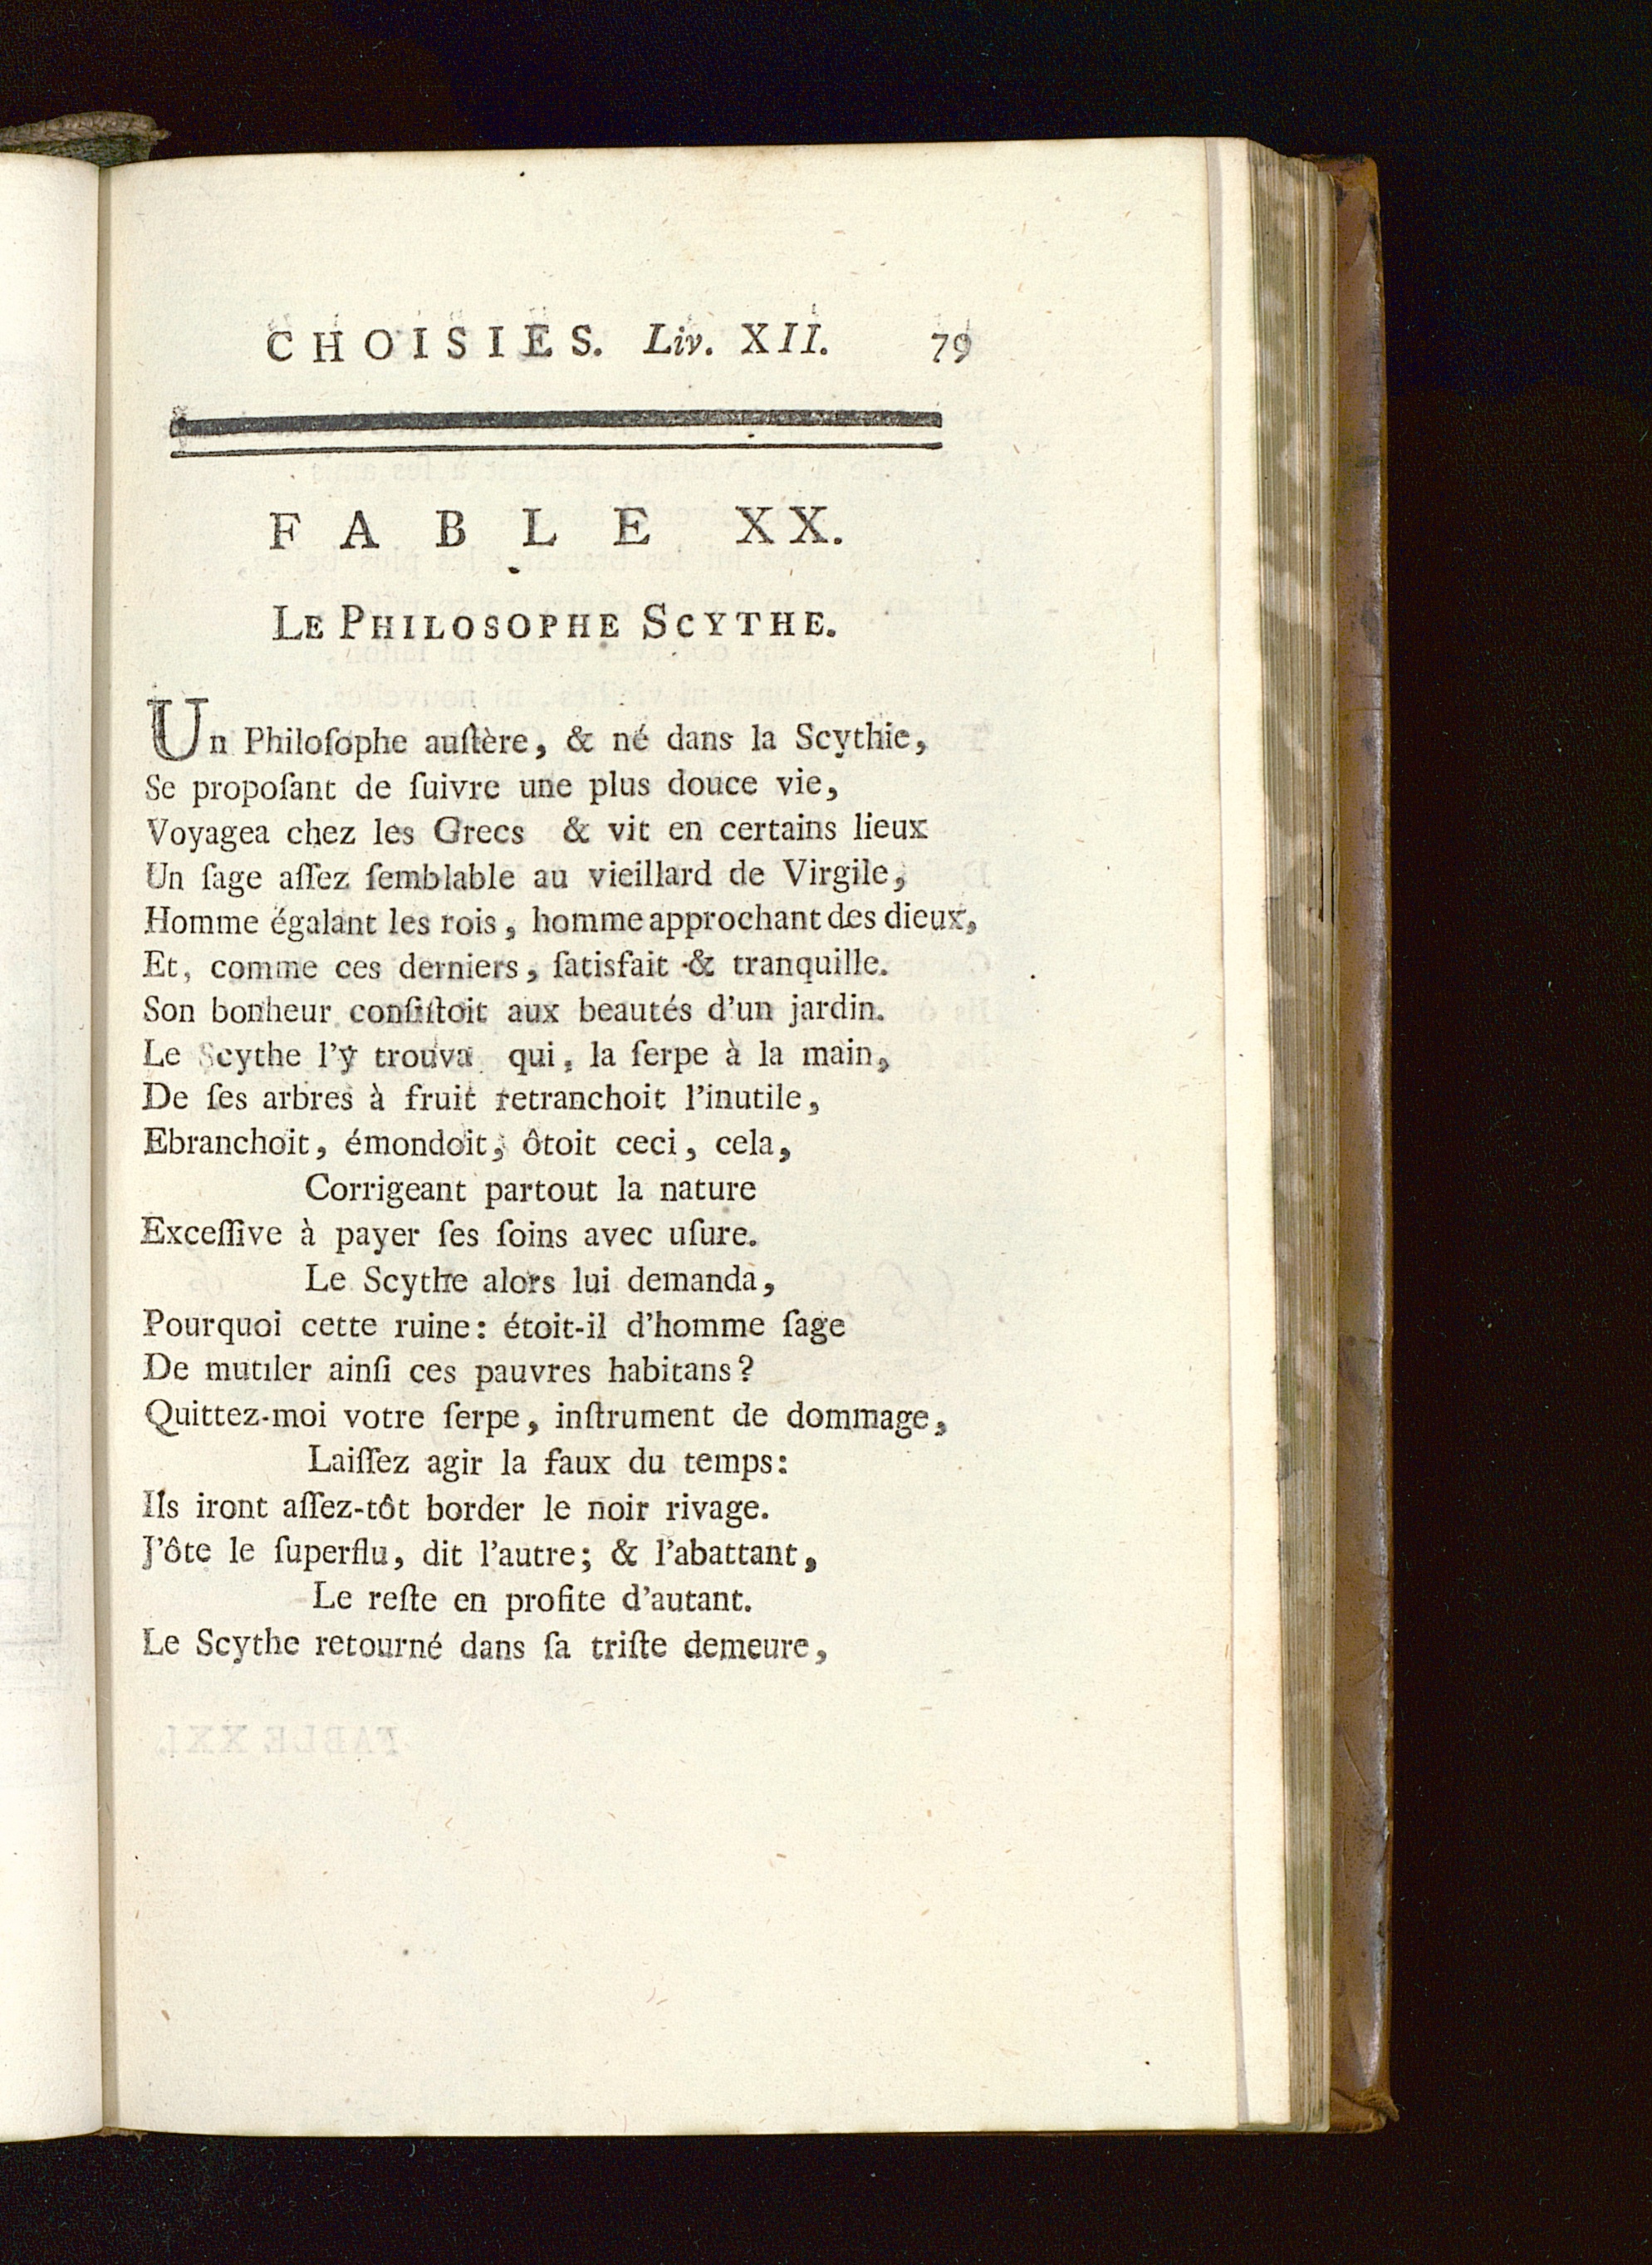 CHOISIES. Liv. XII. 79
FABLE XX.
LE PHILOSOPHE SCYTHE.
Un Philoſophe auſtère, & né dans la Scythie,
Se propoſant de ſuivre une plus douce vie,
Voyagea chez les Grecs & vit en certains lieux
Un ſage aſſez ſemblable au vieillard de Virgile,
Homme égalant les rois, homme approchant des dieux,
Et, comme ces derniers, ſatisfait & tranquille.
Son bonheur conſiſtoit aux beautés d'un jardin.
Le Scythe l'y trouva qui, la ſerpe à la main,
De ſes arbres à fruit retranchoit l'inutile,
Ebranchoit, émondoit, ôtoit ceci, cela,
Corrigeant partout la nature
Exceſſive à payer ſes ſoins avec uſure.
Le Scythe alors lui demanda,
Pourquoi cette ruine: étoit-il d'homme ſage
De mutiler ainſi ces pauvres habitans?
Quittez-moi votre ſerpe, inſtrument de dommage,
Laiſſez agir la faux du temps:
Ils iront aſſez-tôt border le noir rivage.
J'ôte le ſuperflu, dit l'autre; & l'abattant,
Le reſte en profite d'autant.
Le Scythe retourné dans ſa triſte demeure,